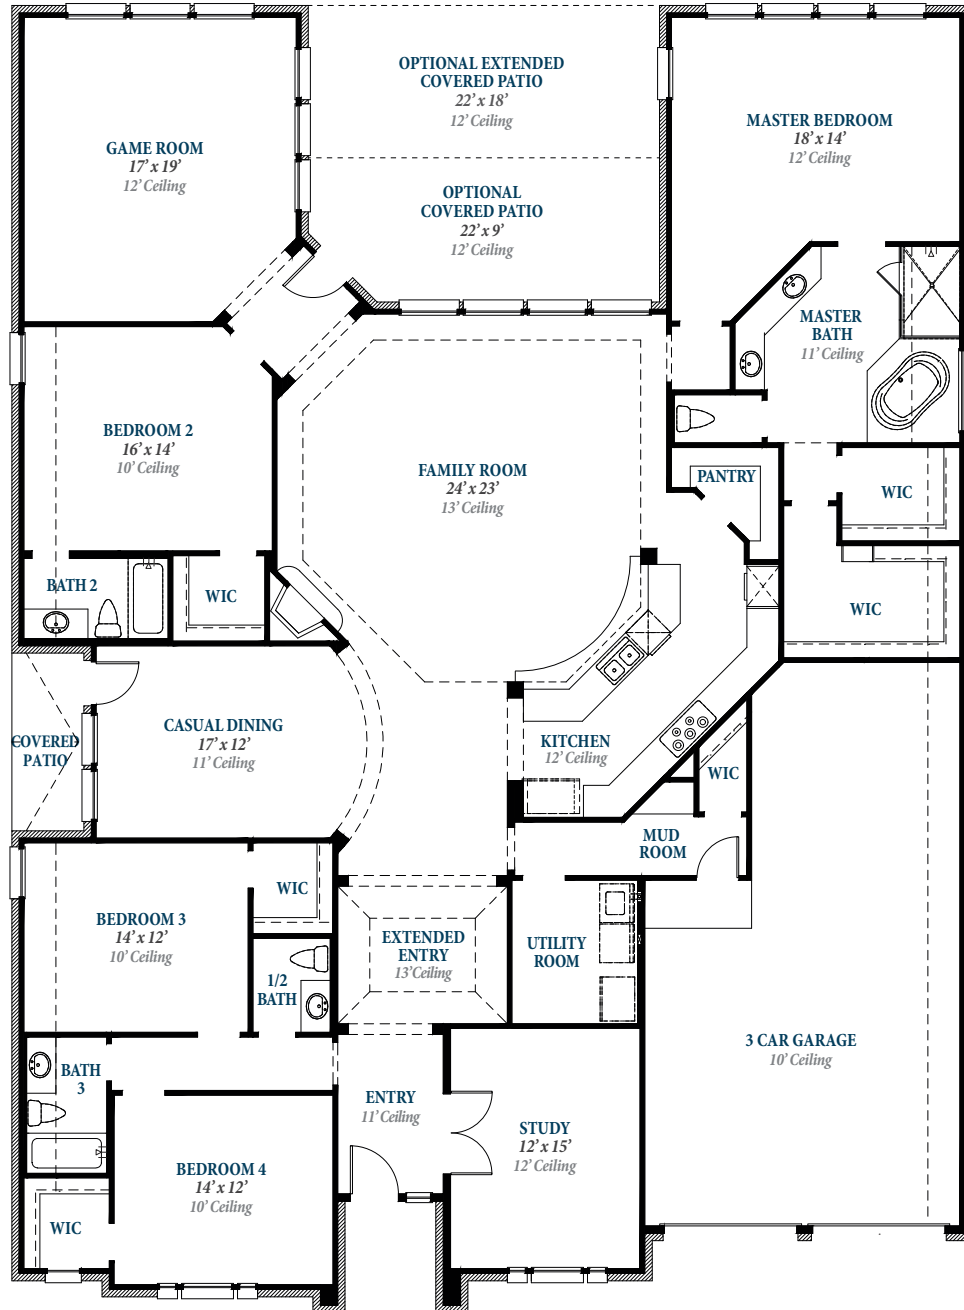 OPTIONAL EXTENDED
COVERED PATIO
22' x 18'
12' Ceiling
GAME ROOM
17' x 19'
12' Ceiling
MASTER BEDROOM
18' x 14'
12' Ceiling
OPTIONAL
COVERED PATIO
22' x 9'
12' Ceiling
MASTER
BATH
11' Ceiling
BEDROOM 2
16' x 14'
10' Ceiling
FAMILY ROOM
24' x 23'
13' Ceiling
PANTRY
WIC
BATH 2
WIC
WIC
COVERED
PATIO
CASUAL DINING
17' x 12'
11' Ceiling
KITCHEN
12' Ceiling
WIC
MUD
ROOM
BEDROOM 3
14' x 12'
10' Ceiling
WIC
EXTENDED
ENTRY
13'Ceiling
UTILITY
ROOM
1/2
BATH
BATH
3
ENTRY
11' Ceiling
3 CAR GARAGE
10' Ceiling
STUDY
12' x 15'
12' Ceiling
BEDROOM 4
14' x 12'
10' Ceiling
WIC